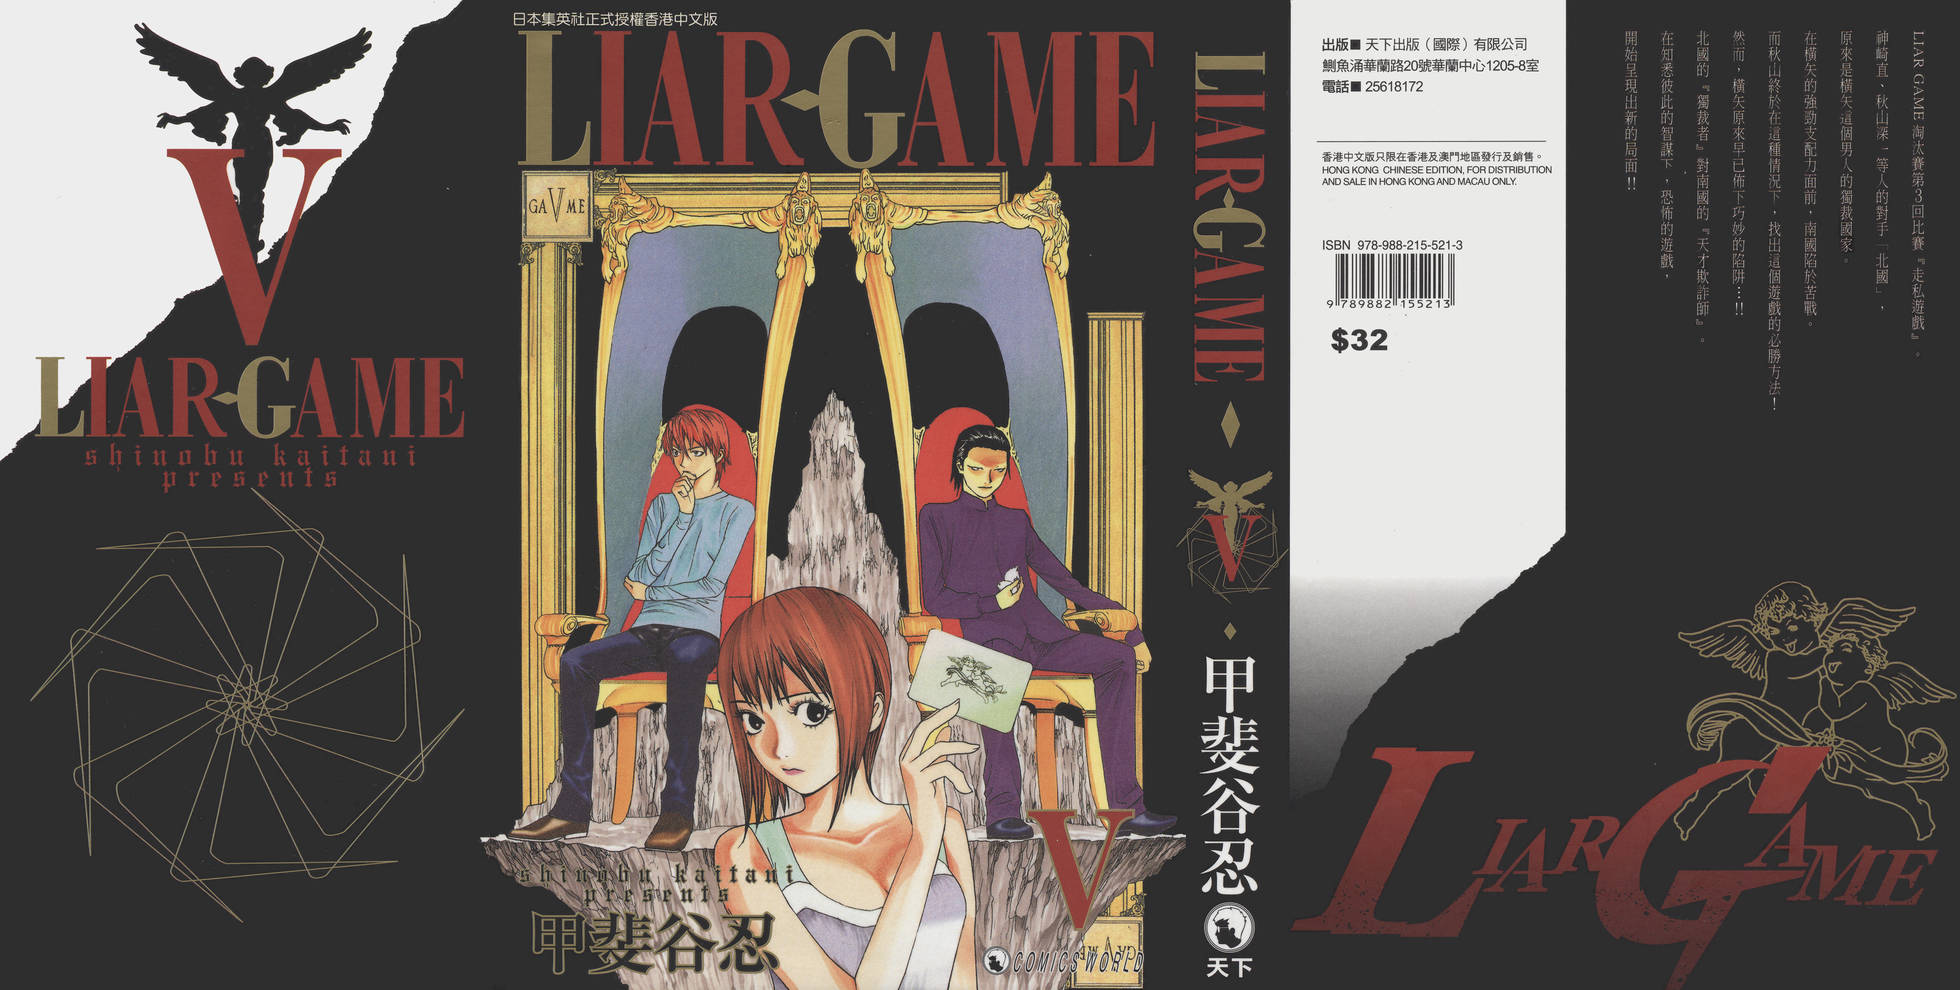 V
LIAR GAME
shinobu kaitani
presents
日本集英社正式授權香港中文版
LIAR GAME
GAVME
shinobu kaitani
presents
甲斐谷忍
V
COMICS WORLD
LIAR GAME
V
甲斐谷忍
天下
出版■ 天下出版（國際）有限公司
鰂魚涌華蘭路20號華蘭中心1205-8室
電話■ 25618172
香港中文版只限在香港及澳門地區發行及銷售。
HONG KONG CHINESE EDITION, FOR DISTRIBUTION
AND SALE IN HONG KONG AND MACAU ONLY.
ISBN 978-988-215-521-3
9 789882 155213
$32
LIAR GAME 淘汰賽第3回比賽『走私遊戲』。
神崎直、秋山深一等人的對手「北國」，
原來是橫矢這個男人的獨裁國家。
在橫矢的強勁支配力面前，南國陷於苦戰。
而秋山終於在這種情況下，找出這個遊戲的必勝方法！
然而，橫矢原來早已佈下巧妙的陷阱…!!
北國的『獨裁者』對南國的『天才欺詐師』。
在知悉彼此的智謀下，恐怖的遊戲，
開始呈現出新的局面!!
LIAR GAME